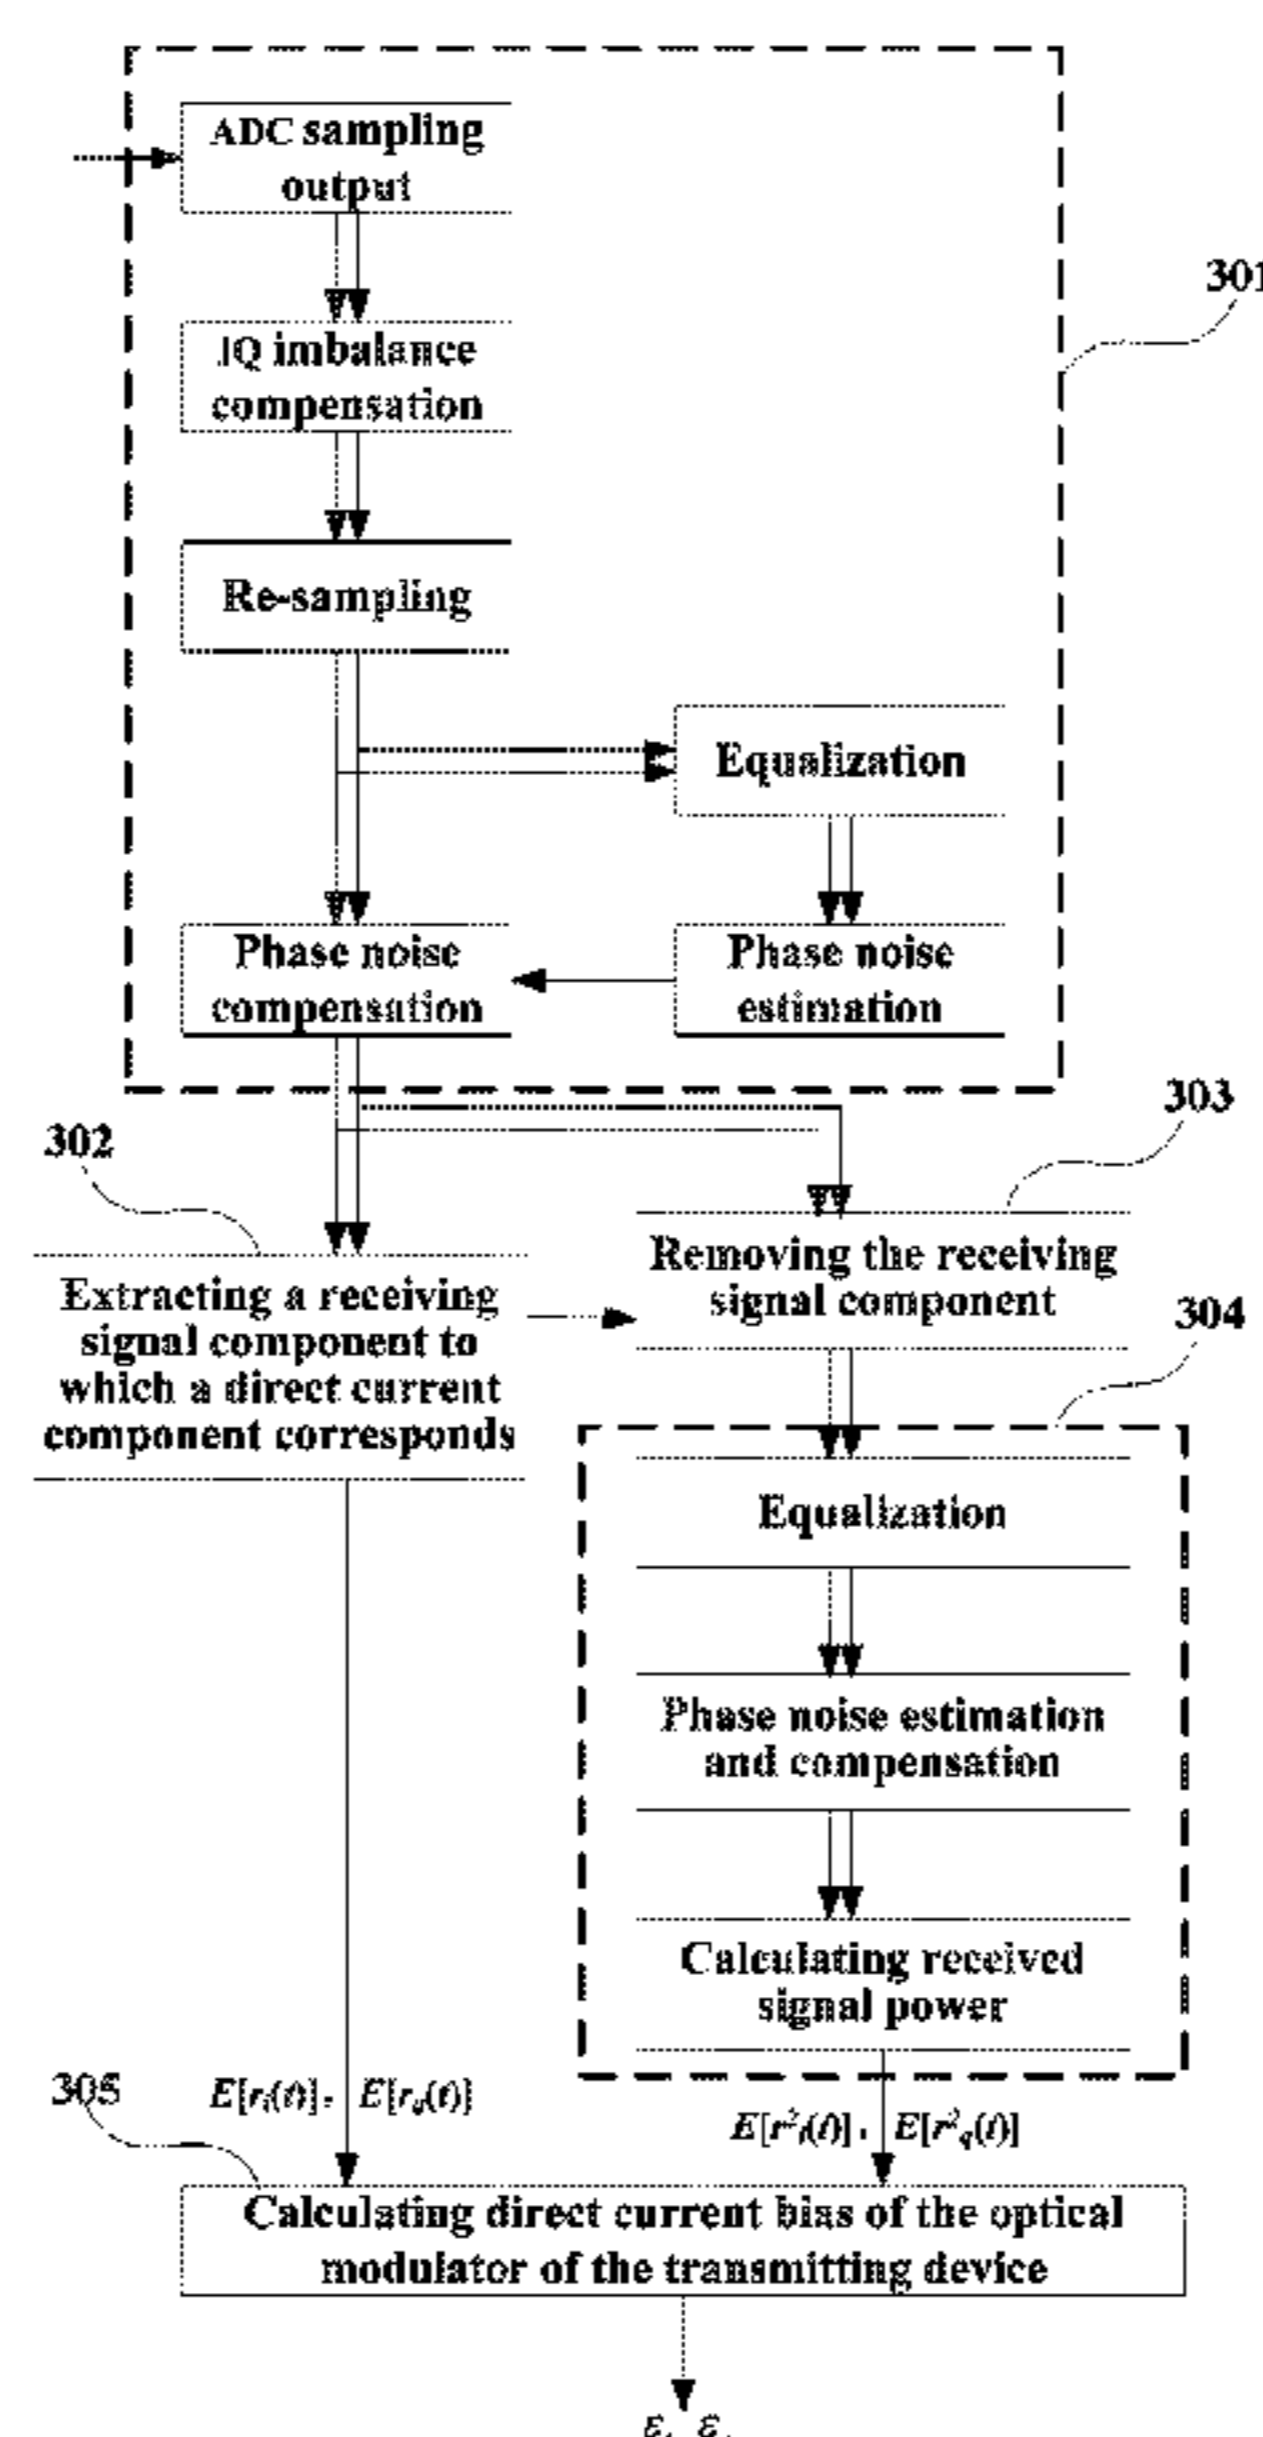 ADC sampling
output
301
IQ imbalance
compensation
Re-sampling
Equalization
Phase noise
compensation
Phase noise
estimation
303
302
Removing the receiving
signal component
304
Extracting a receiving
signal component to
which a direct current
component corresponds
Equalization
Phase noise estimation
and compensation
Calculating received
signal power
305
E[rᵢ(t)], E[r_q(t)]
E[r²ᵢ(t)], E[r²_q(t)]
Calculating direct current bias of the optical
modulator of the transmitting device
ε ε